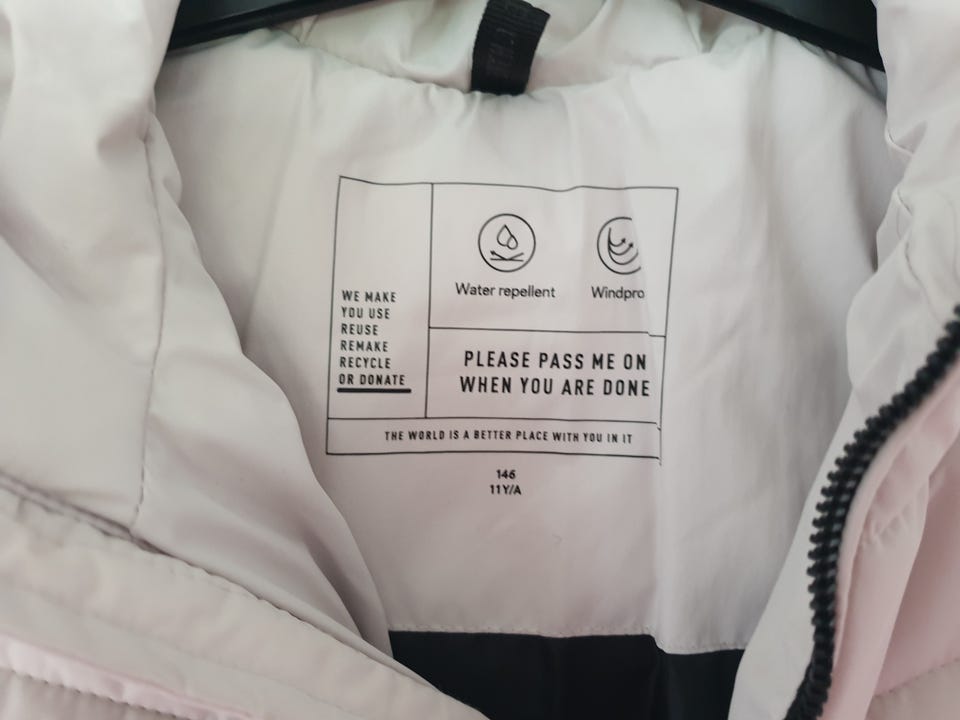 WE MAKE
YOU USE
REUSE
REMAKE
RECYCLE
OR DONATE
Water repellent
Windpro
PLEASE PASS ME ON
WHEN YOU ARE DONE
THE WORLD IS A BETTER PLACE WITH YOU IN IT
146
11Y/A